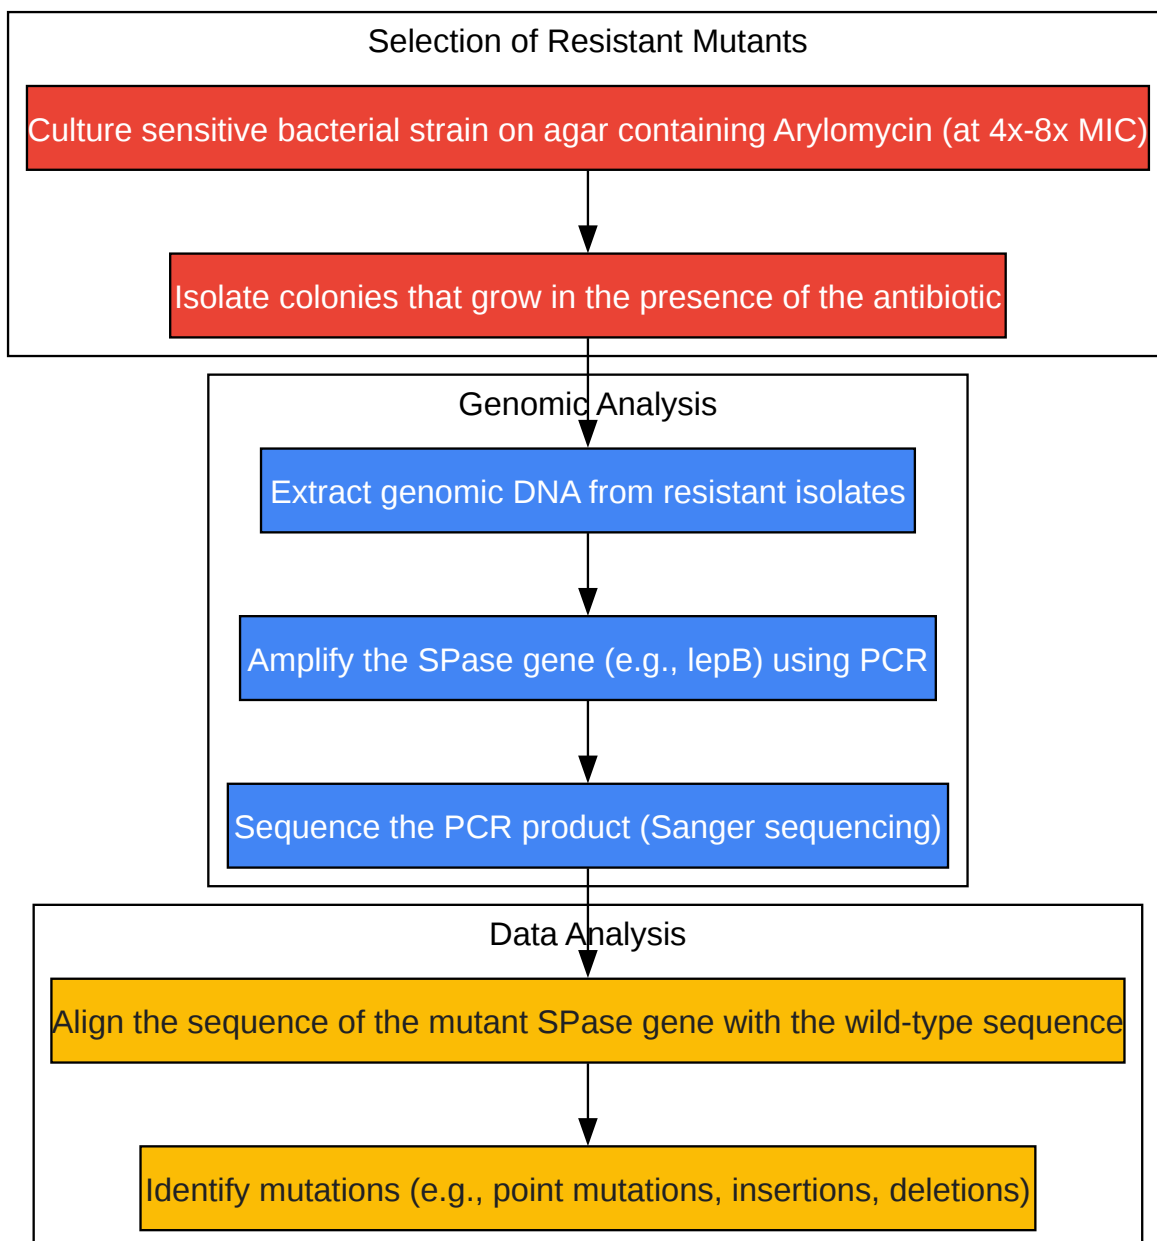 Selection of Resistant Mutants
Culture sensitive bacterial strain on agar containing Arylomycin (at 4x-8x MIC)
Isolate colonies that grow in the presence of the antibiotic
Genomic Analysis
Extract genomic DNA from resistant isolates
Amplify the SPase gene (e.g., lepB) using PCR
Sequence the PCR product (Sanger sequencing)
Data Analysis
Align the sequence of the mutant SPase gene with the wild-type sequence
Identify mutations (e.g., point mutations, insertions, deletions)